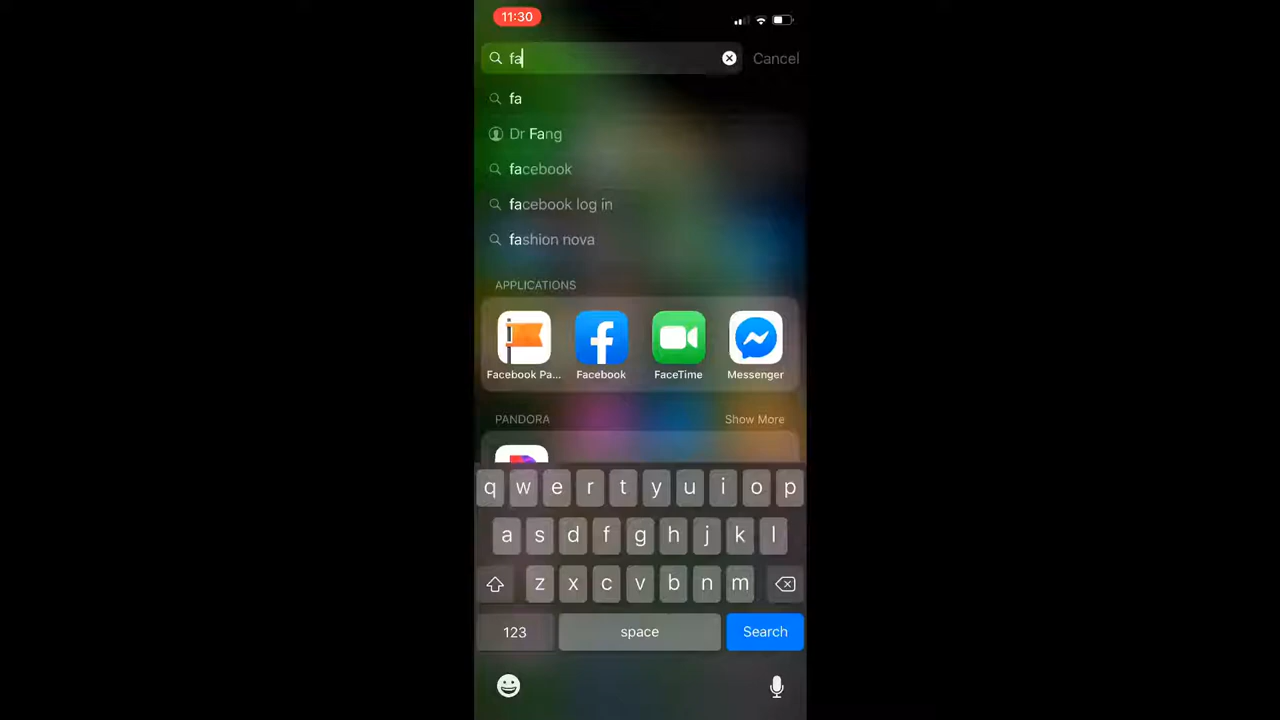 11:30
fa
Cancel
fa
Dr Fang
facebook
facebook log in
fashion nova
APPLICATIONS
Facebook Pa...
Facebook
FaceTime
Messenger
PANDORA
Show More
q w e r t y u i o p
a s d f g h j k l
z x c v b n m
123
space
Search